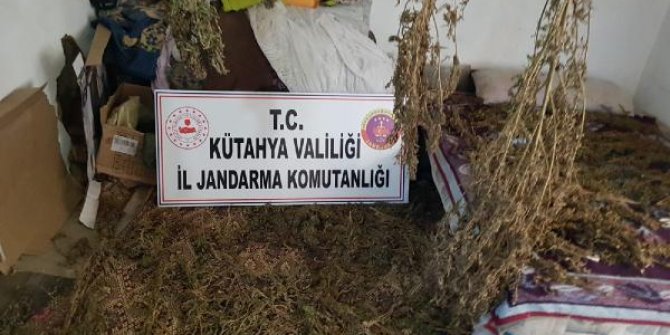 T.C.
KÜTAHYA VALİLİĞİ
İL JANDARMA KOMUTANLIĞI